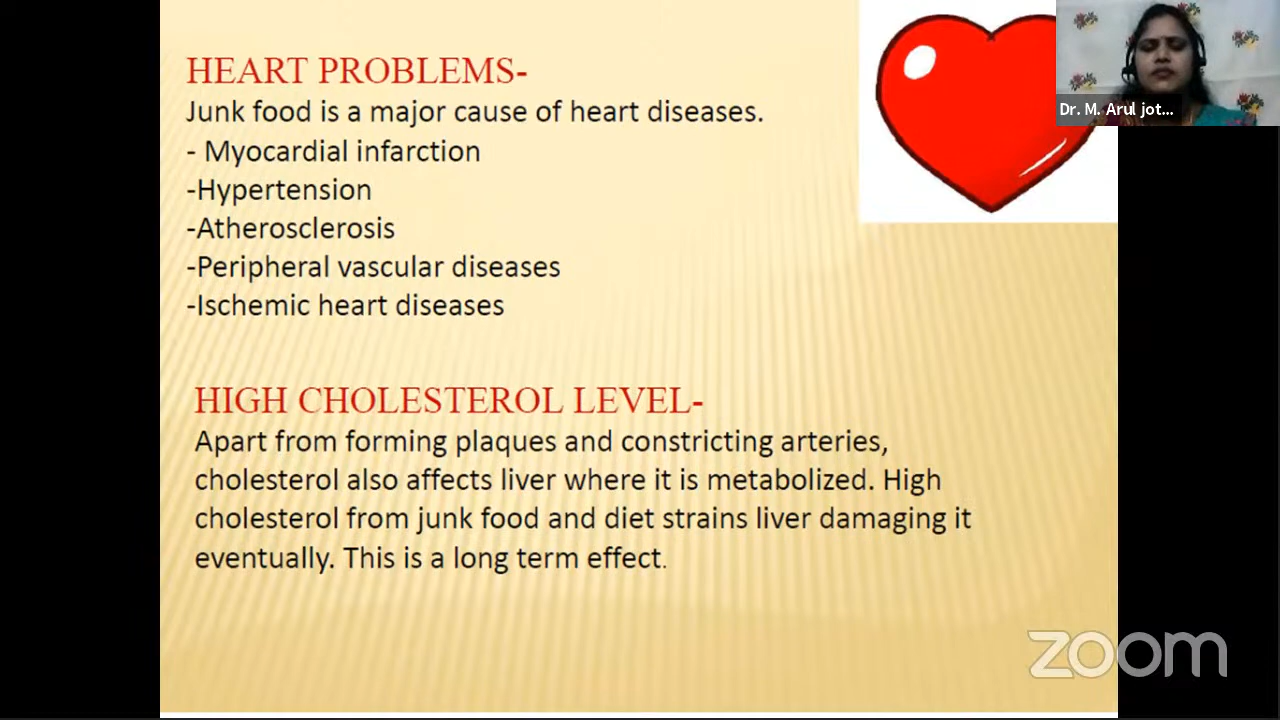 HEART PROBLEMS-
Junk food is a major cause of heart diseases.
- Myocardial infarction
-Hypertension
-Atherosclerosis
-Peripheral vascular diseases
-Ischemic heart diseases
HIGH CHOLESTEROL LEVEL-
Apart from forming plaques and constricting arteries,
cholesterol also affects liver where it is metabolized. High
cholesterol from junk food and diet strains liver damaging it
eventually. This is a long term effect.
Dr. M. Arul jot...
zoom